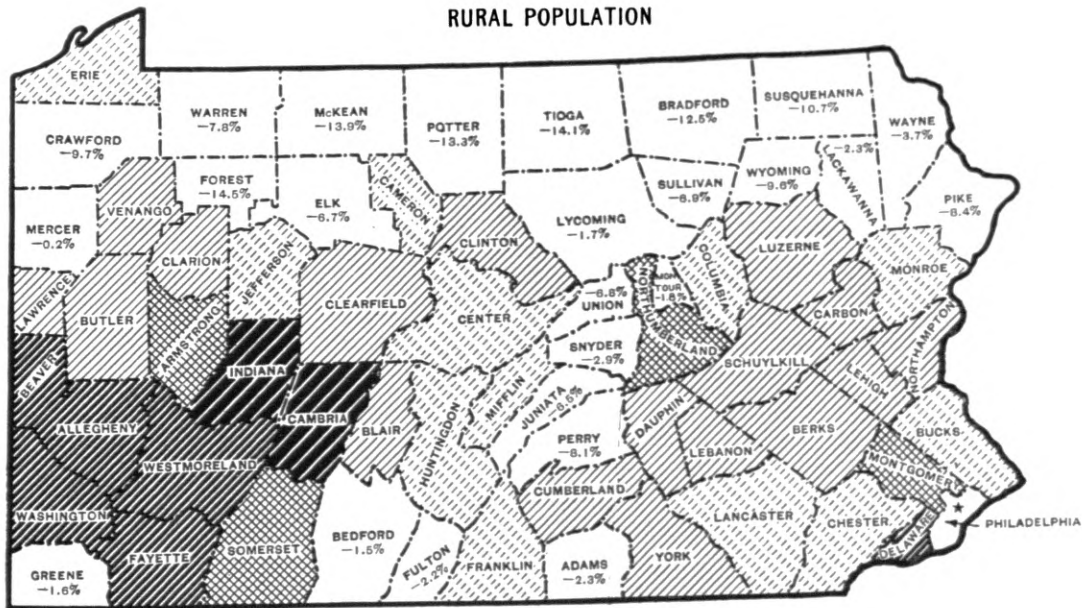 RURAL POPULATION
ERIE
WARREN
−7.8%
McKEAN
−13.9%
POTTER
−13.3%
TIOGA
−14.1%
BRADFORD
−12.5%
SUSQUEHANNA
−10.7%
WAYNE
−3.7%
CRAWFORD
−9.7%
FOREST
−14.5%
ELK
−6.7%
CAMERON
SULLIVAN
−6.9%
WYOMING
−9.6%
−2.3%
LACKAWANNA
PIKE
MERCER
−0.2%
VENANGO
CLARION
JEFFERSON
CLINTON
LYCOMING
−1.7%
COLUMBIA
LUZERNE
MONROE
LAWRENCE
BUTLER
ARMSTRONG
CLEARFIELD
CENTER
−6.8%
UNION
MON-
TOUR
−1.8%
NORTHUMBERLAND
CARBON
NORTHAMPTON
BEAVER
INDIANA
SNYDER
−2.9%
SCHUYLKILL
LEHIGH
ALLEGHENY
CAMBRIA
BLAIR
HUNTINGDON
MIFFLIN
JUNIATA
PERRY
DAUPHIN
LEBANON
BERKS
BUCKS
WESTMORELAND
CUMBERLAND
MONTGOMERY
WASHINGTON
FAYETTE
SOMERSET
BEDFORD
−1.5%
FULTON
−2.2%
FRANKLIN
ADAMS
−2.3%
YORK
LANCASTER
CHESTER
DELAWARE
PHILADELPHIA
GREENE
−1.6%